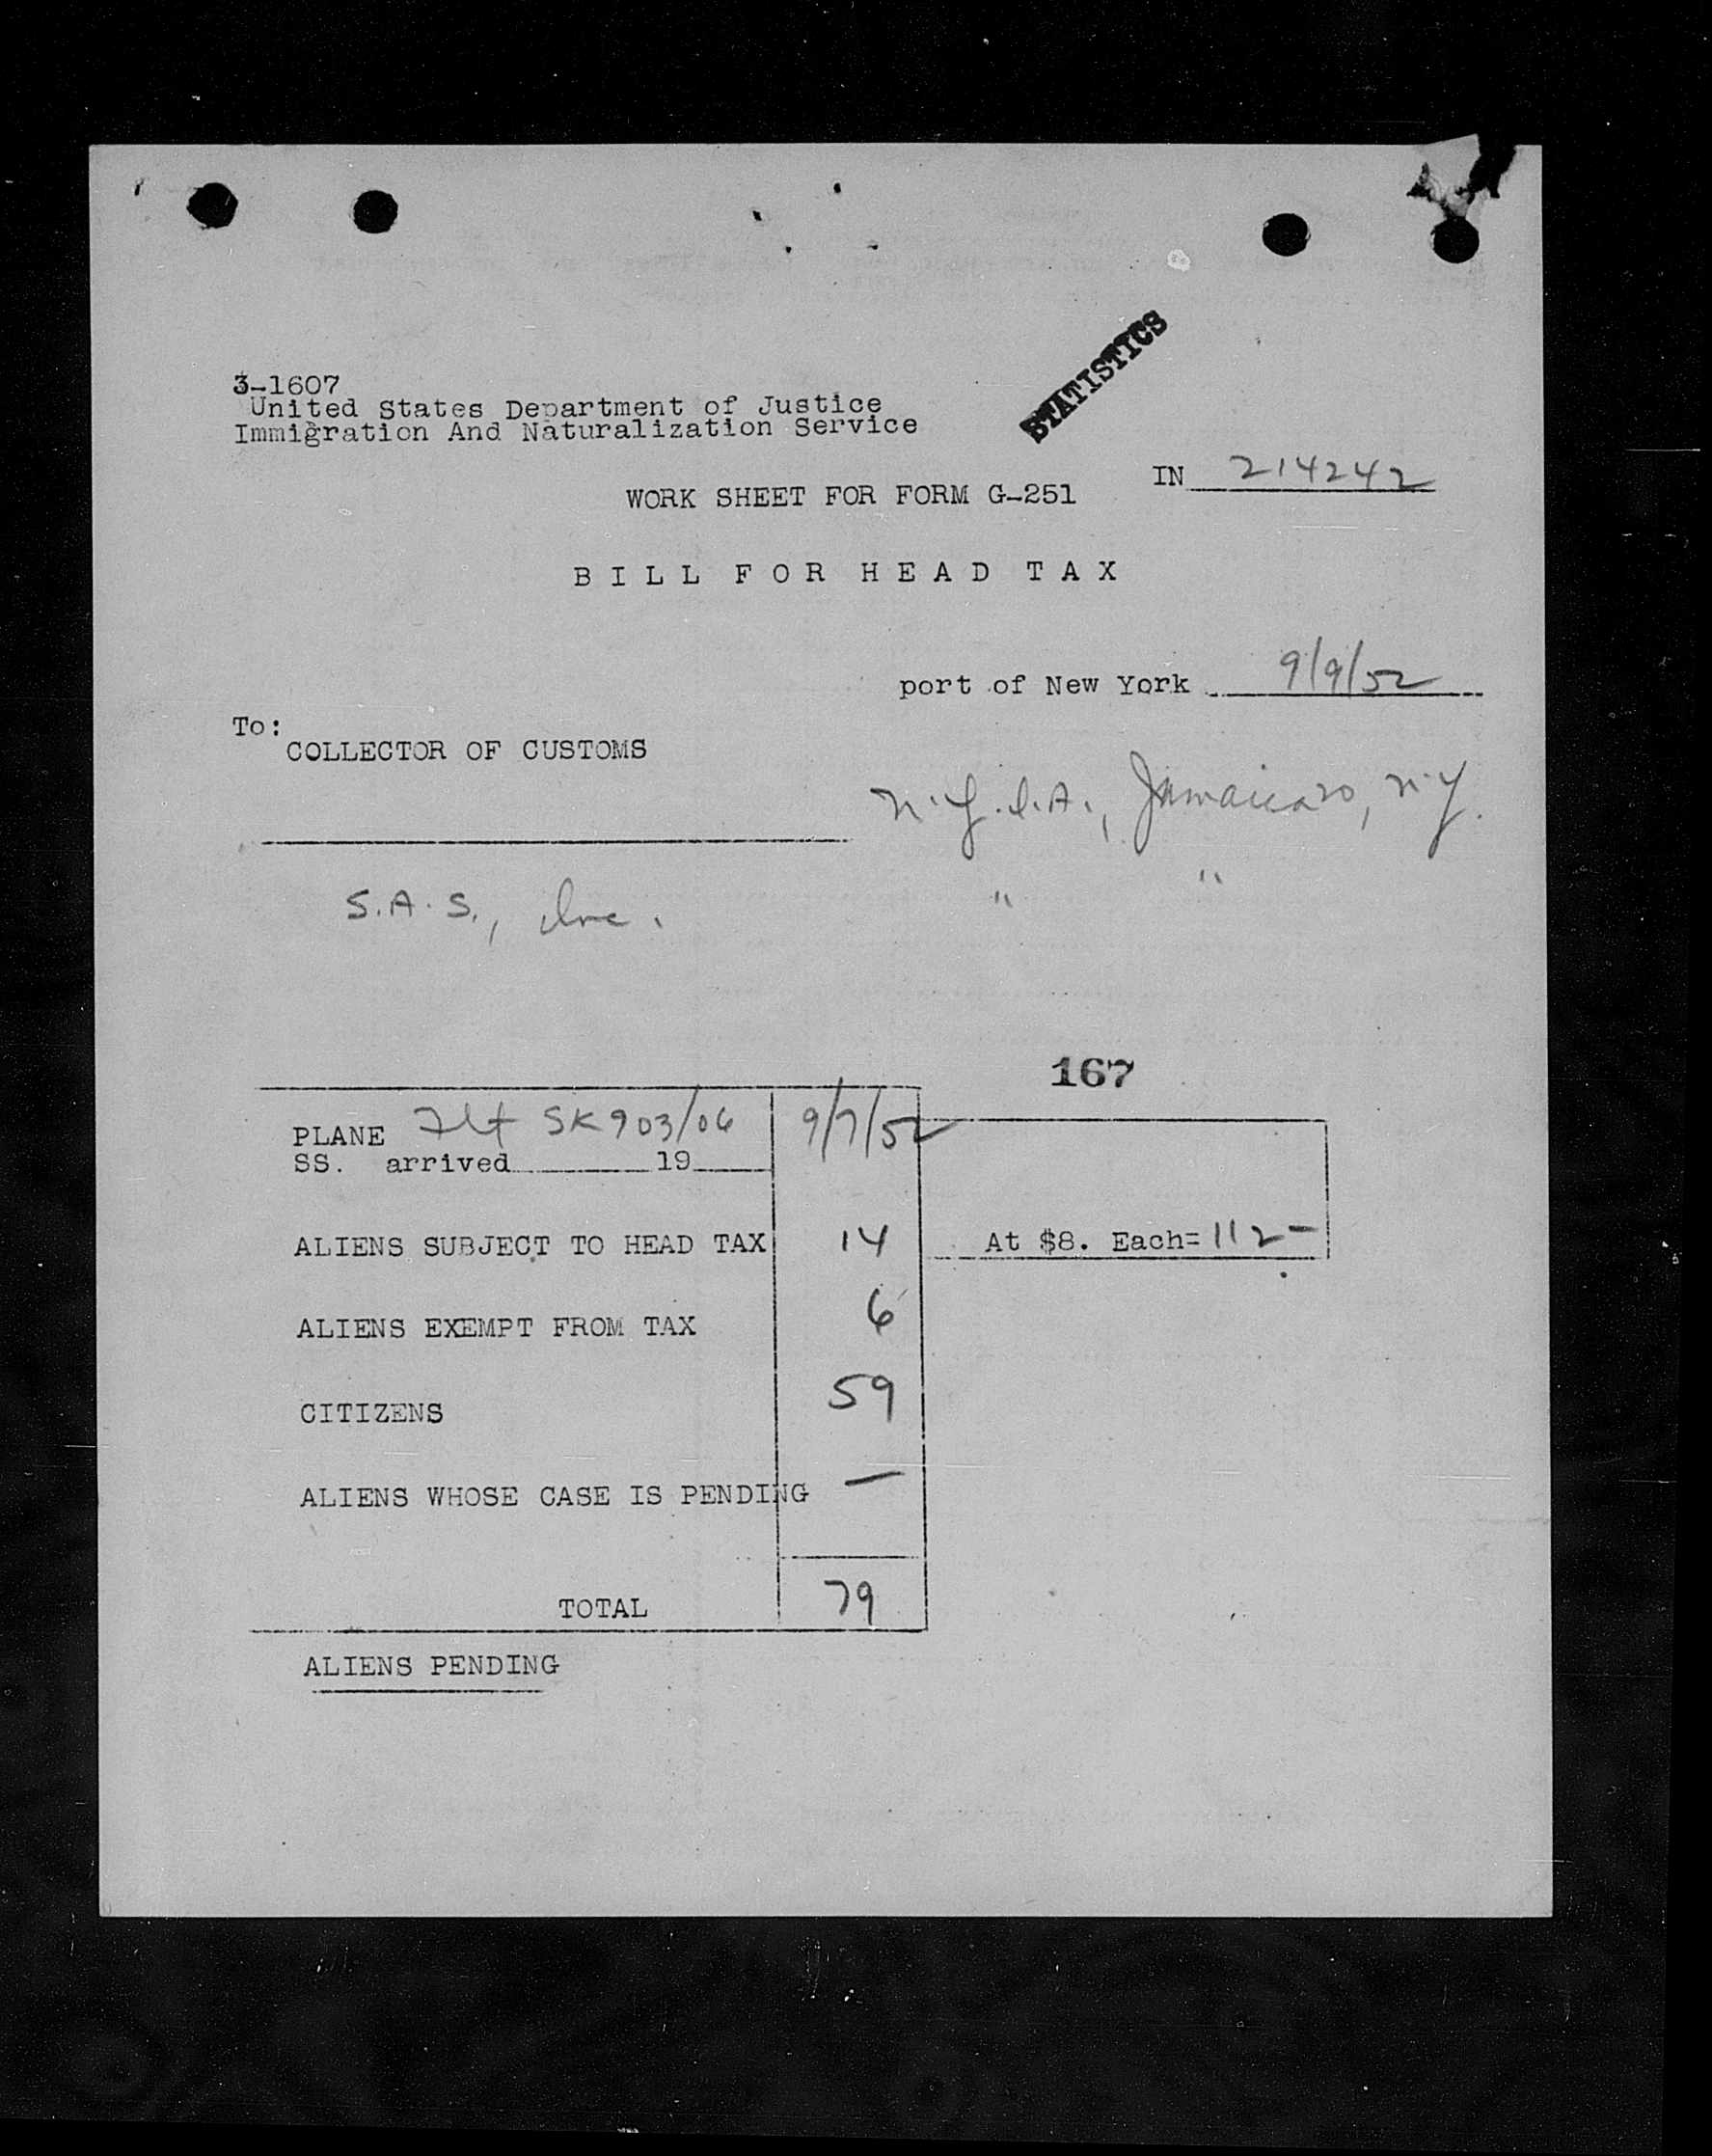 3-1607
United States Department of Justice
Immigration And Naturalization Service
STATISTICS
IN 214242
WORK SHEET FOR FORM G-251
BILL FOR HEAD TAX
port of New York 9/9/52
To:
COLLECTOR OF CUSTOMS
N.Y.I.A., Jamaica 20, N.Y.
S.A.S., Inc. " "
167
PLANE Flt SK903/06 9/7/52
SS. arrived 19
ALIENS SUBJECT TO HEAD TAX 14 At $8. Each= 112 -
ALIENS EXEMPT FROM TAX 6
CITIZENS 59
ALIENS WHOSE CASE IS PENDING —
TOTAL 79
ALIENS PENDING